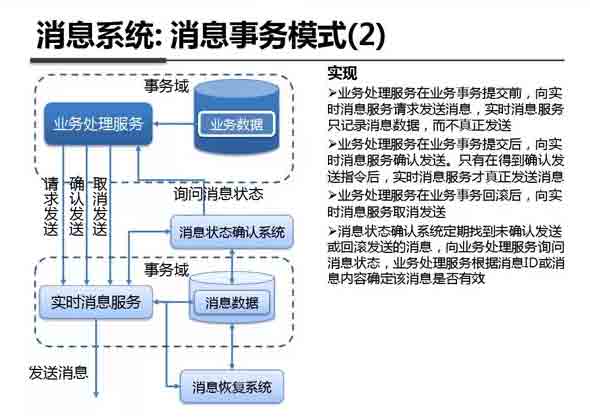 消息系统: 消息事务模式(2)
事务域
业务处理服务
业务数据
请求发送
确认发送
取消发送
询问消息状态
消息状态确认系统
事务域
实时消息服务
消息数据
发送消息
消息恢复系统
实现
➢业务处理服务在业务事务提交前，向实
时消息服务请求发送消息，实时消息服务
只记录消息数据，而不真正发送
➢业务处理服务在业务事务提交后，向实
时消息服务确认发送。只有在得到确认发
送指令后，实时消息服务才真正发送消息
➢业务处理服务在业务事务回滚后，向实
时消息服务取消发送
➢消息状态确认系统定期找到未确认发送
或回滚发送的消息，向业务处理服务询问
消息状态，业务处理服务根据消息ID或消
息内容确定该消息是否有效